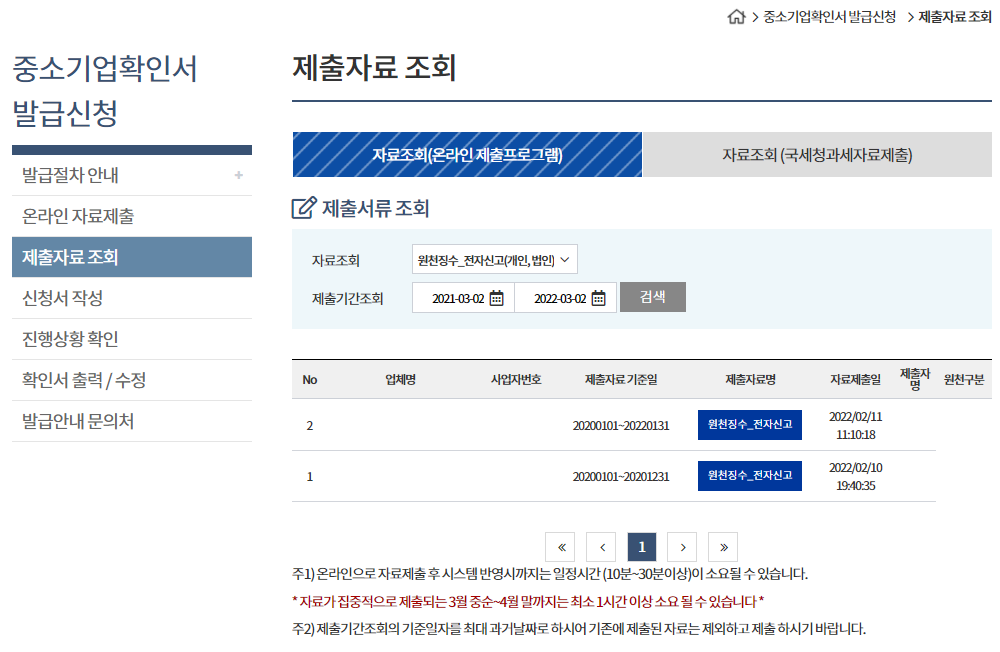 중소기업확인서 발급신청 > 제출자료 조회
중소기업확인서
발급신청
발급절차 안내 +
온라인 자료제출
제출자료 조회
신청서 작성
진행상황 확인
확인서 출력 / 수정
발급안내 문의처
제출자료 조회
자료조회(온라인 제출프로그램)
자료조회 (국세청과세자료제출)
제출서류 조회
자료조회 원천징수_전자신고(개인, 법인)
제출기간조회 2021-03-02 2022-03-02 검색
No 업체명 사업자번호 제출자료 기준일 제출자료명 자료제출일 제출자명 원천구분
2 20200101~20220131 원천징수_전자신고 2022/02/11 11:10:18
1 20200101~20201231 원천징수_전자신고 2022/02/10 19:40:35
« ‹ 1 › »
주1) 온라인으로 자료제출 후 시스템 반영시까지는 일정시간 (10분~30분이상)이 소요될 수 있습니다.
* 자료가 집중적으로 제출되는 3월 중순~4월 말까지는 최소 1시간 이상 소요 될 수 있습니다 *
주2) 제출기간조회의 기준일자를 최대 과거날짜로 하시어 기존에 제출된 자료는 제외하고 제출 하시기 바랍니다.